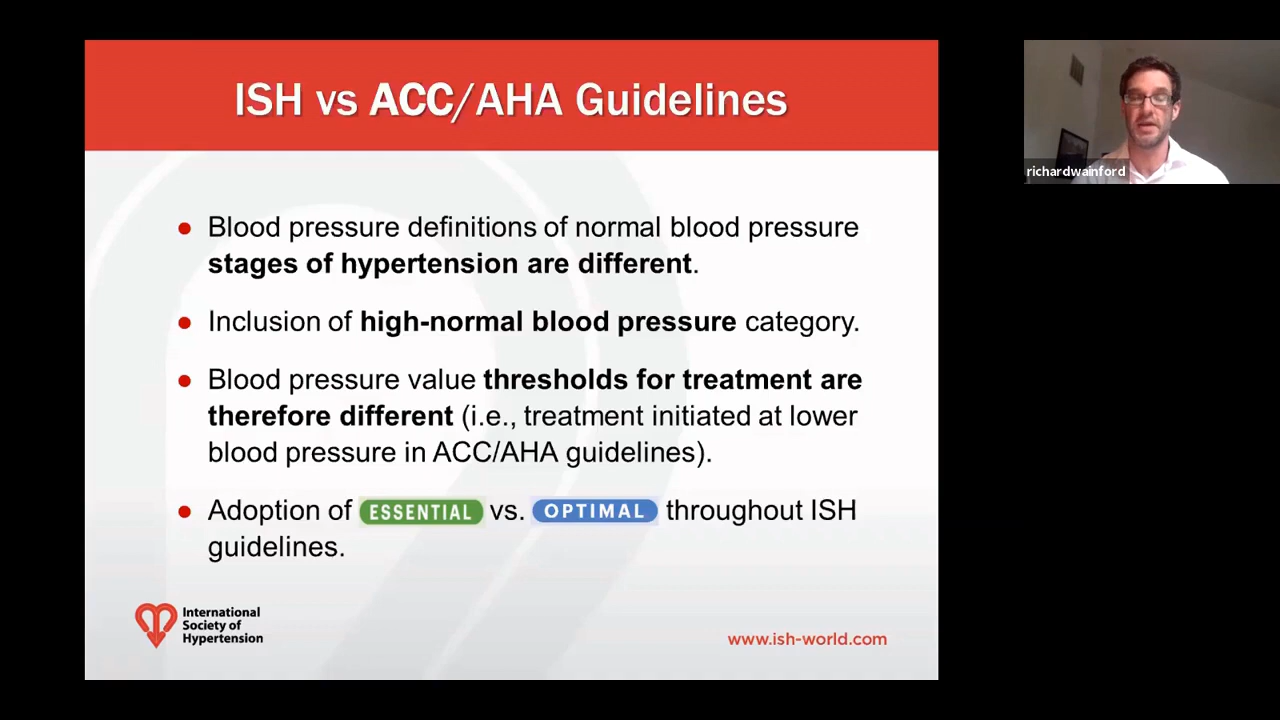 ISH vs ACC/AHA Guidelines
richardwainford
● Blood pressure definitions of normal blood pressure
stages of hypertension are different.
● Inclusion of high-normal blood pressure category.
● Blood pressure value thresholds for treatment are
therefore different (i.e., treatment initiated at lower
blood pressure in ACC/AHA guidelines).
● Adoption of ESSENTIAL vs. OPTIMAL throughout ISH
guidelines.
International
Society of
Hypertension
www.ish-world.com